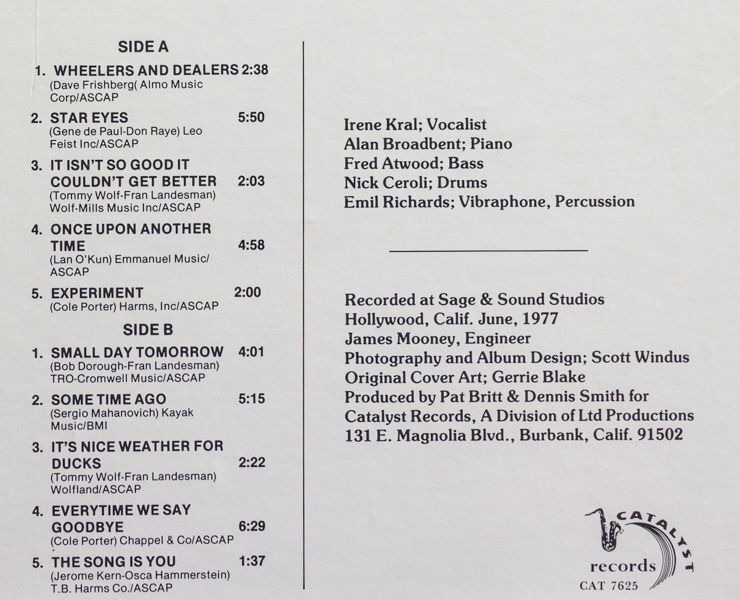 SIDE A
1. WHEELERS AND DEALERS 2:38
(Dave Frishberg( Almo Music
Corp/ASCAP
2. STAR EYES 5:50
(Gene de Paul-Don Raye) Leo
Feist Inc/ASCAP
3. IT ISN'T SO GOOD IT
COULDN'T GET BETTER 2:03
(Tommy Wolf-Fran Landesman)
Wolf-Mills Music Inc/ASCAP
4. ONCE UPON ANOTHER
TIME 4:58
(Lan O'Kun) Emmanuel Music/
ASCAP
5. EXPERIMENT 2:00
(Cole Porter) Harms, Inc/ASCAP
SIDE B
1. SMALL DAY TOMORROW 4:01
(Bob Dorough-Fran Landesman)
TRO-Cromwell Music/ASCAP
2. SOME TIME AGO 5:15
(Sergio Mahanovich) Kayak
Music/BMI
3. IT'S NICE WEATHER FOR
DUCKS 2:22
(Tommy Wolf-Fran Landesman)
Wolfland/ASCAP
4. EVERYTIME WE SAY
GOODBYE 6:29
(Cole Porter) Chappel & Co/ASCAP
5. THE SONG IS YOU 1:37
(Jerome Kern-Osca Hammerstein)
T.B. Harms Co./ASCAP
Irene Kral; Vocalist
Alan Broadbent; Piano
Fred Atwood; Bass
Nick Ceroli; Drums
Emil Richards; Vibraphone, Percussion
Recorded at Sage & Sound Studios
Hollywood, Calif. June, 1977
James Mooney, Engineer
Photography and Album Design; Scott Windus
Original Cover Art; Gerrie Blake
Produced by Pat Britt & Dennis Smith for
Catalyst Records, A Division of Ltd Productions
131 E. Magnolia Blvd., Burbank, Calif. 91502
CATALYST
records
CAT 7625